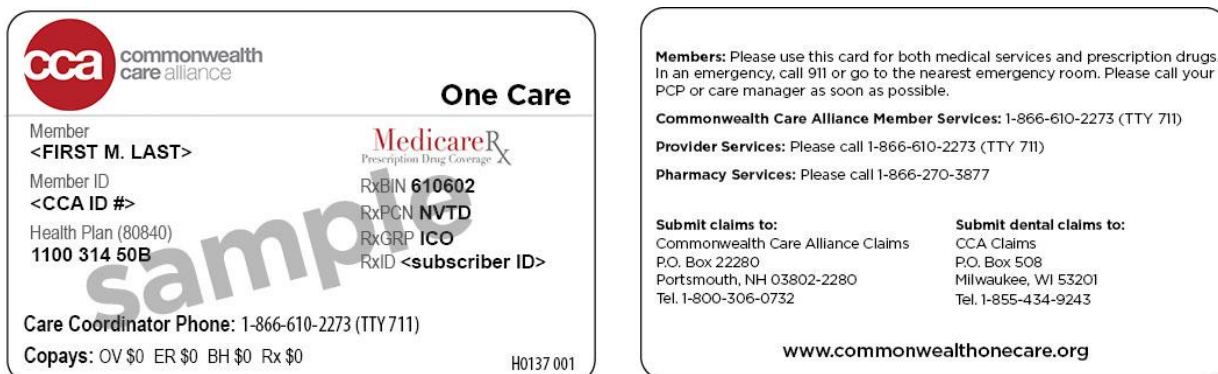 cca commonwealth
care alliance
One Care
Member
<FIRST M. LAST>
Member ID
<CCA ID #>
Health Plan (80840)
1100 314 50B
MedicareRx
Prescription Drug Coverage
RxBIN 610602
RxPCN NVTD
RxGRP ICO
RxID <subscriber ID>
sample
Care Coordinator Phone: 1-866-610-2273 (TTY 711)
Copays: OV $0 ER $0 BH $0 Rx $0
H0137 001
Members: Please use this card for both medical services and prescription drugs.
In an emergency, call 911 or go to the nearest emergency room. Please call your
PCP or care manager as soon as possible.
Commonwealth Care Alliance Member Services: 1-866-610-2273 (TTY 711)
Provider Services: Please call 1-866-610-2273 (TTY 711)
Pharmacy Services: Please call 1-866-270-3877
Submit claims to:
Commonwealth Care Alliance Claims
P.O. Box 22280
Portsmouth, NH 03802-2280
Tel. 1-800-306-0732
Submit dental claims to:
CCA Claims
P.O. Box 508
Milwaukee, WI 53201
Tel. 1-855-434-9243
www.commonwealthonecare.org